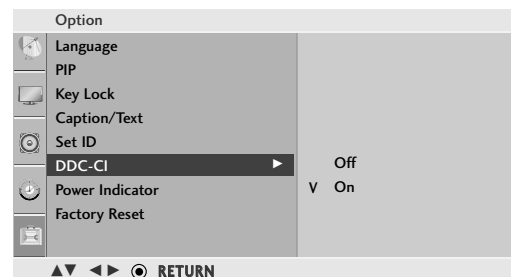 Option
Language
PIP
Key Lock
Caption/Text
Set ID
DDC-CI ► Off
Power Indicator V On
Factory Reset
▲▼ ◄► ◉ RETURN